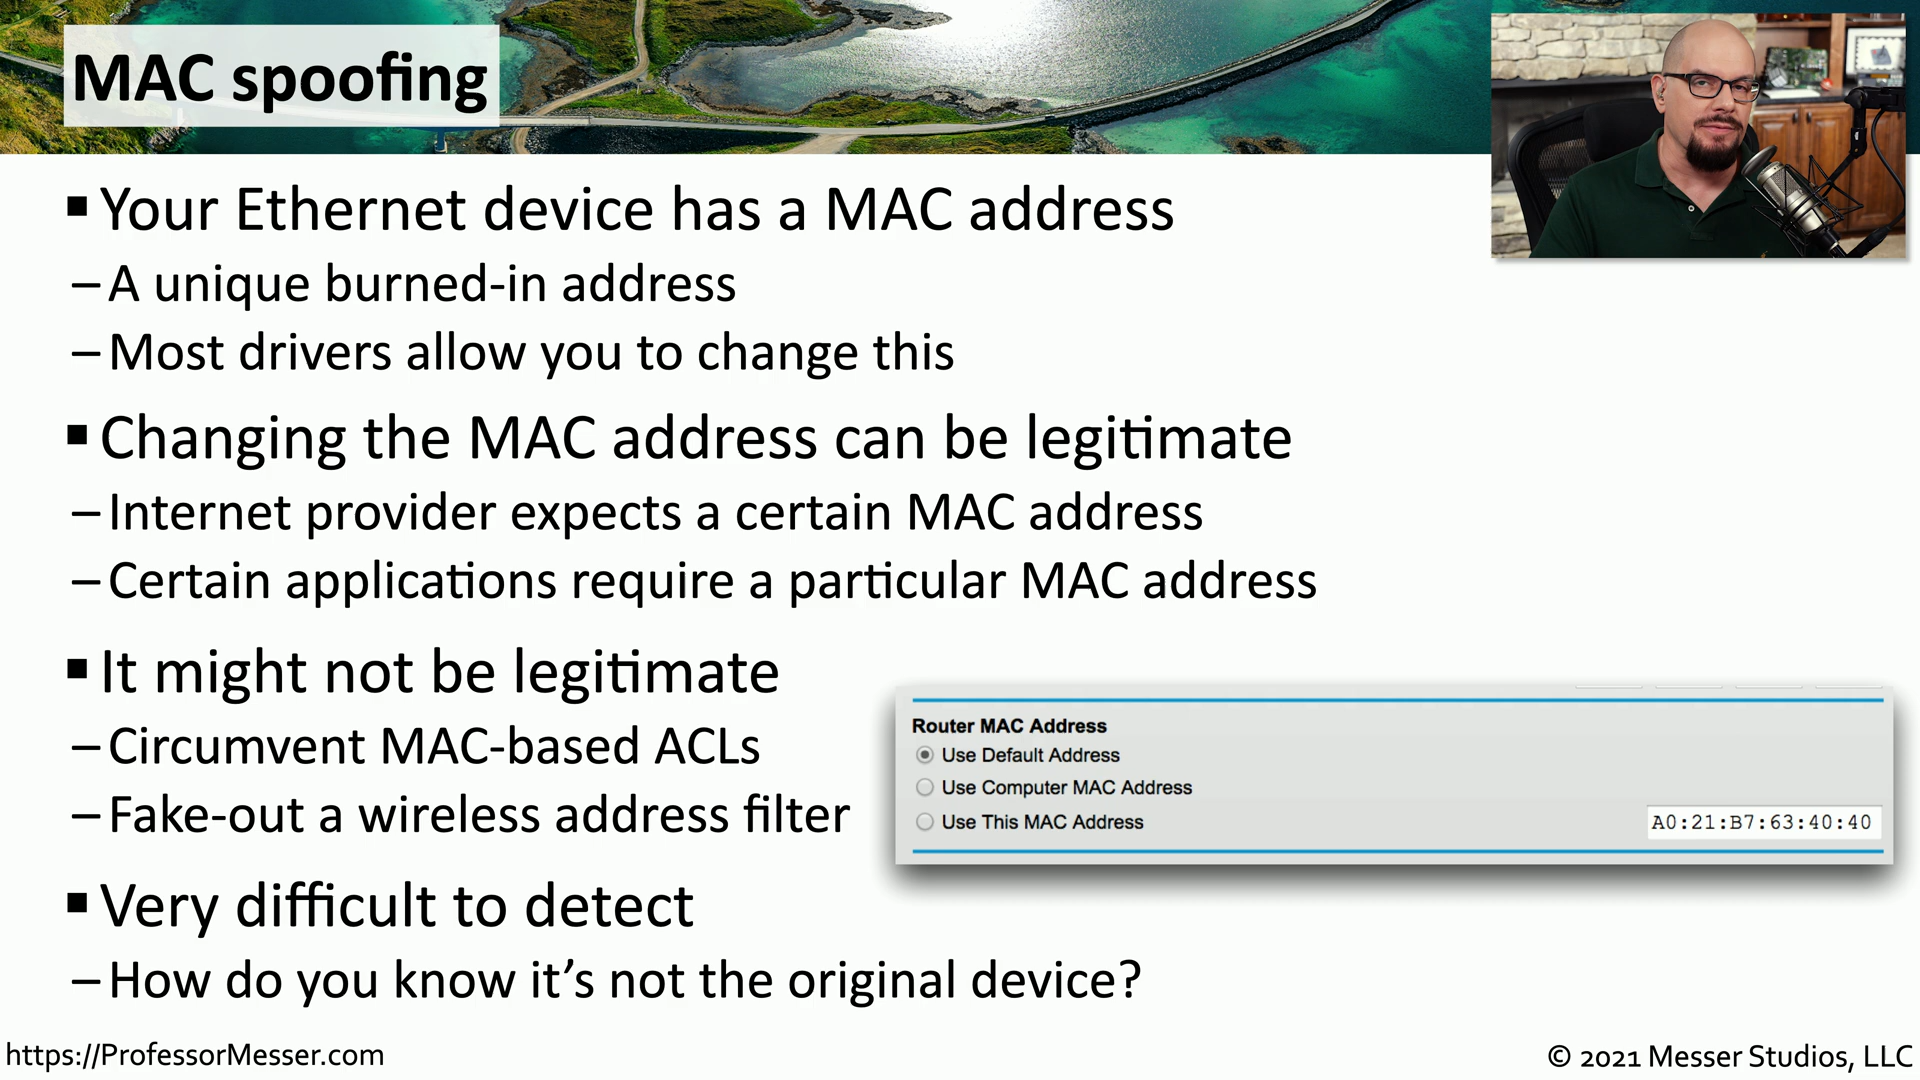 MAC spoofing
▪ Your Ethernet device has a MAC address
– A unique burned-in address
– Most drivers allow you to change this
▪ Changing the MAC address can be legitimate
– Internet provider expects a certain MAC address
– Certain applications require a particular MAC address
▪ It might not be legitimate
– Circumvent MAC-based ACLs
– Fake-out a wireless address filter
Router MAC Address
Use Default Address
Use Computer MAC Address
Use This MAC Address A0:21:B7:63:40:40
▪ Very difficult to detect
– How do you know it’s not the original device?
https://ProfessorMesser.com
© 2021 Messer Studios, LLC